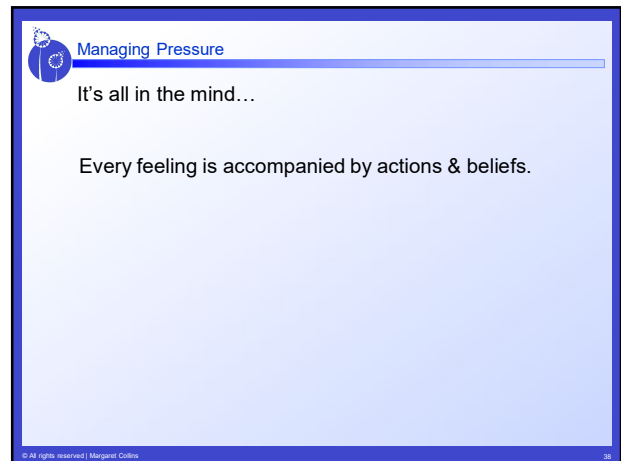 Managing Pressure
It’s all in the mind…
Every feeling is accompanied by actions & beliefs.
© All rights reserved | Margaret Collins
38